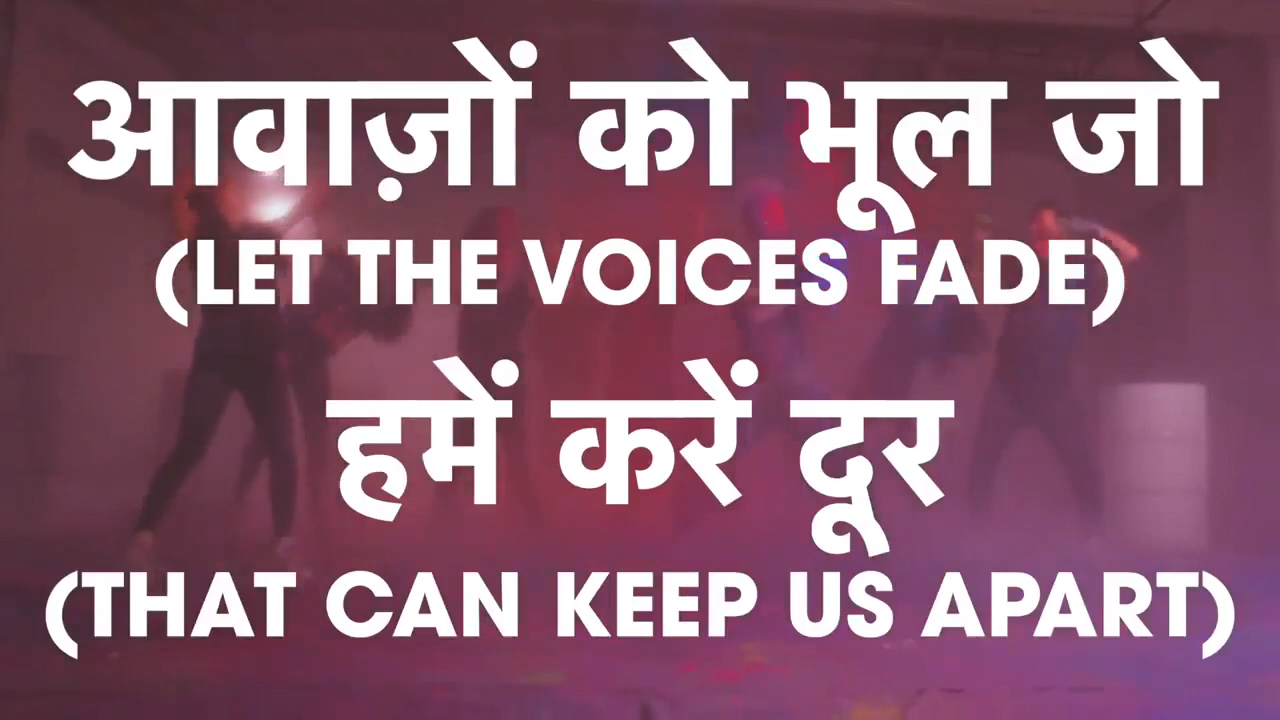 आवाज़ों को भूल जो
(LET THE VOICES FADE)
हमें करें दूर
(THAT CAN KEEP US APART)